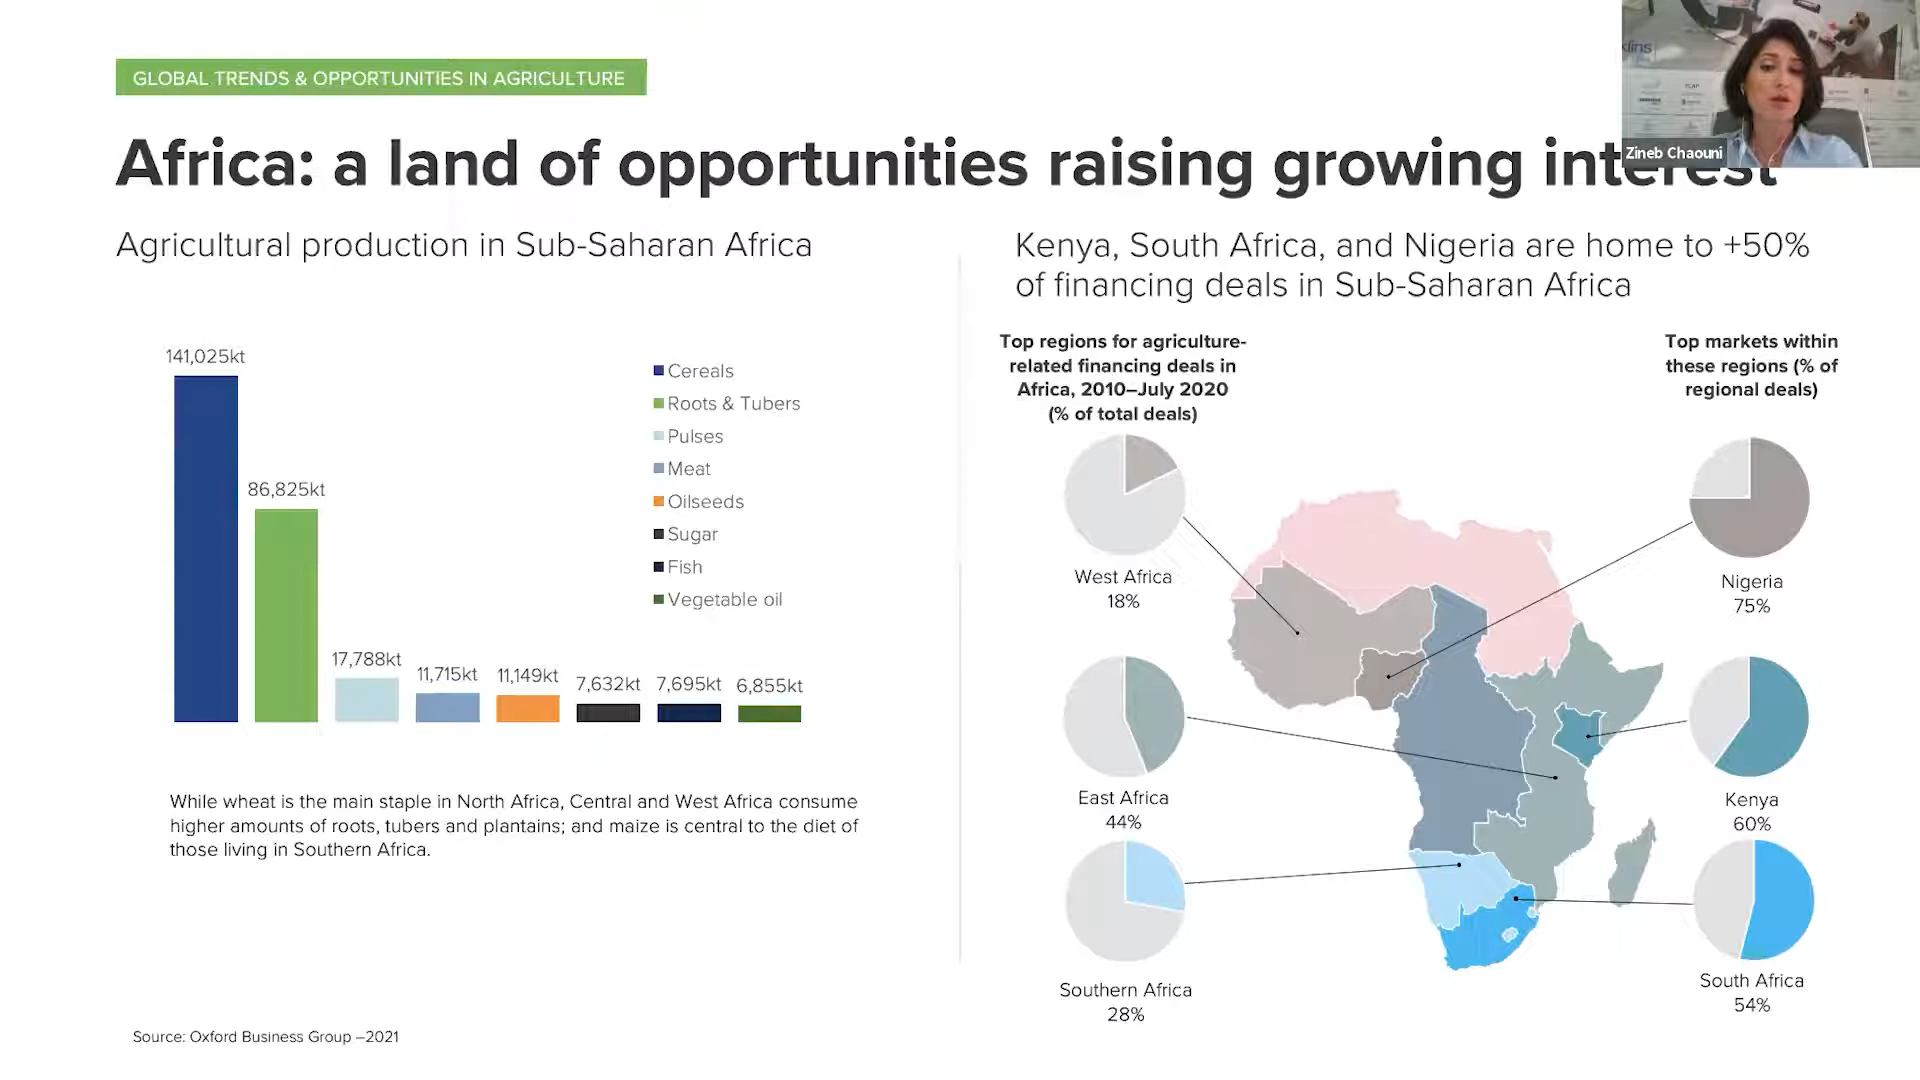 GLOBAL TRENDS & OPPORTUNITIES IN AGRICULTURE
Africa: a land of opportunities raising growing interest
Zineb Chaouni
Agricultural production in Sub-Saharan Africa
141,025kt
86,825kt
17,788kt
11,715kt
11,149kt
7,632kt
7,695kt
6,855kt
Cereals
Roots & Tubers
Pulses
Meat
Oilseeds
Sugar
Fish
Vegetable oil
While wheat is the main staple in North Africa, Central and West Africa consume
higher amounts of roots, tubers and plantains; and maize is central to the diet of
those living in Southern Africa.
Source: Oxford Business Group –2021
Kenya, South Africa, and Nigeria are home to +50%
of financing deals in Sub-Saharan Africa
Top regions for agriculture-
related financing deals in
Africa, 2010–July 2020
(% of total deals)
West Africa
18%
East Africa
44%
Southern Africa
28%
Top markets within
these regions (% of
regional deals)
Nigeria
75%
Kenya
60%
South Africa
54%